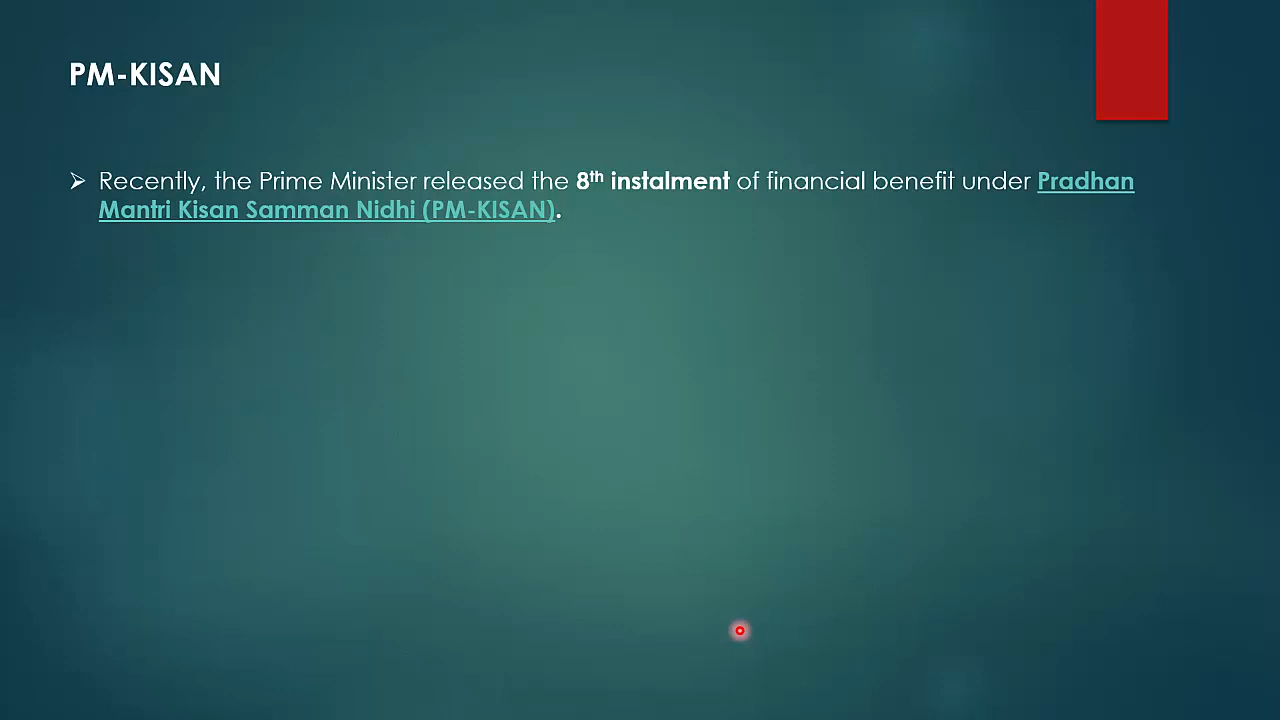 PM-KISAN
➢ Recently, the Prime Minister released the 8th instalment of financial benefit under Pradhan
Mantri Kisan Samman Nidhi (PM-KISAN).